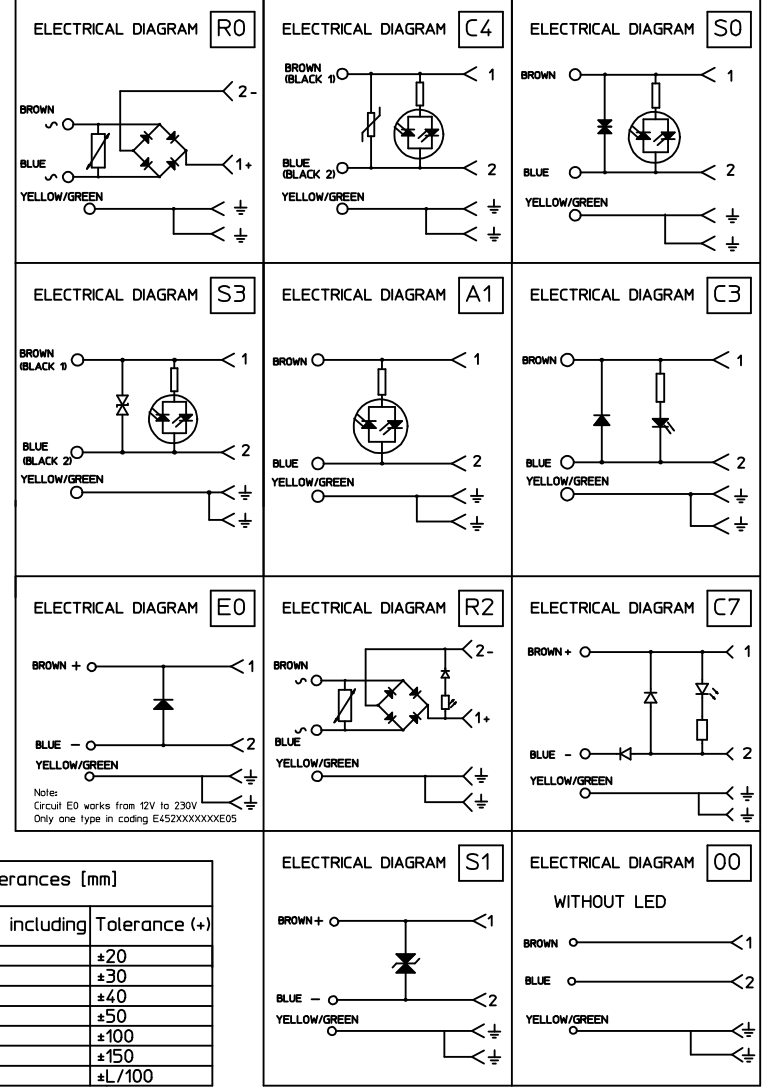 ELECTRICAL DIAGRAM R0
BROWN
BLUE
YELLOW/GREEN
2-
1+
ELECTRICAL DIAGRAM C4
BROWN
(BLACK 1)
1
BLUE
(BLACK 2)
2
YELLOW/GREEN
ELECTRICAL DIAGRAM S0
BROWN
1
BLUE
2
YELLOW/GREEN
ELECTRICAL DIAGRAM S3
BROWN
(BLACK 1)
1
BLUE
(BLACK 2)
2
YELLOW/GREEN
ELECTRICAL DIAGRAM A1
BROWN
1
BLUE
2
YELLOW/GREEN
ELECTRICAL DIAGRAM C3
BROWN
1
BLUE
2
YELLOW/GREEN
ELECTRICAL DIAGRAM E0
BROWN +
1
BLUE -
2
YELLOW/GREEN
Note:
Circuit E0 works from 12V to 230V
Only one type in coding E452XXXXXXXE05
ELECTRICAL DIAGRAM R2
2-
BROWN
1+
BLUE
YELLOW/GREEN
ELECTRICAL DIAGRAM C7
BROWN +
1
BLUE -
2
YELLOW/GREEN
erances [mm]
including Tolerance (+)
±20
±30
±40
±50
±100
±150
±L/100
ELECTRICAL DIAGRAM S1
BROWN +
1
BLUE -
2
YELLOW/GREEN
ELECTRICAL DIAGRAM 00
WITHOUT LED
BROWN
1
BLUE
2
YELLOW/GREEN